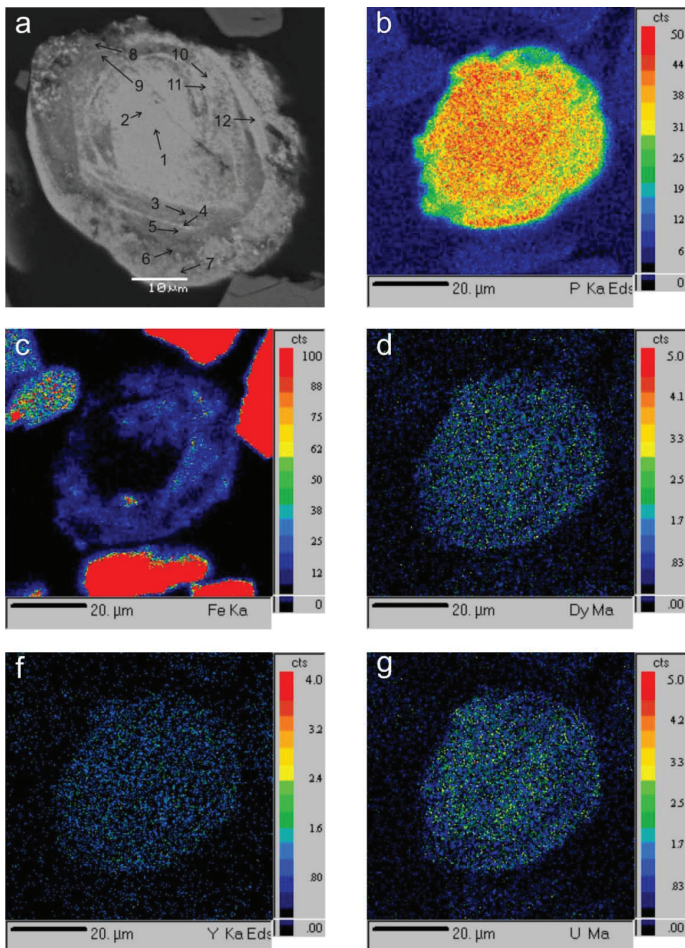 a
8
10
9
11
2
12
1
3
4
5
6
7
10 µm
b
cts
50
44
38
32
25
19
12
6
0
20. µm P Ka Eds
c
cts
100
88
75
62
50
38
25
12
0
20. µm Fe Ka
d
cts
5.0
4.1
3.3
2.5
1.7
.83
.00
20. µm Dy Ma
f
cts
4.0
3.2
2.4
1.6
.80
.00
20. µm Y Ka Eds
g
cts
5.0
4.2
3.3
2.5
1.7
.83
.00
20. µm U Ma